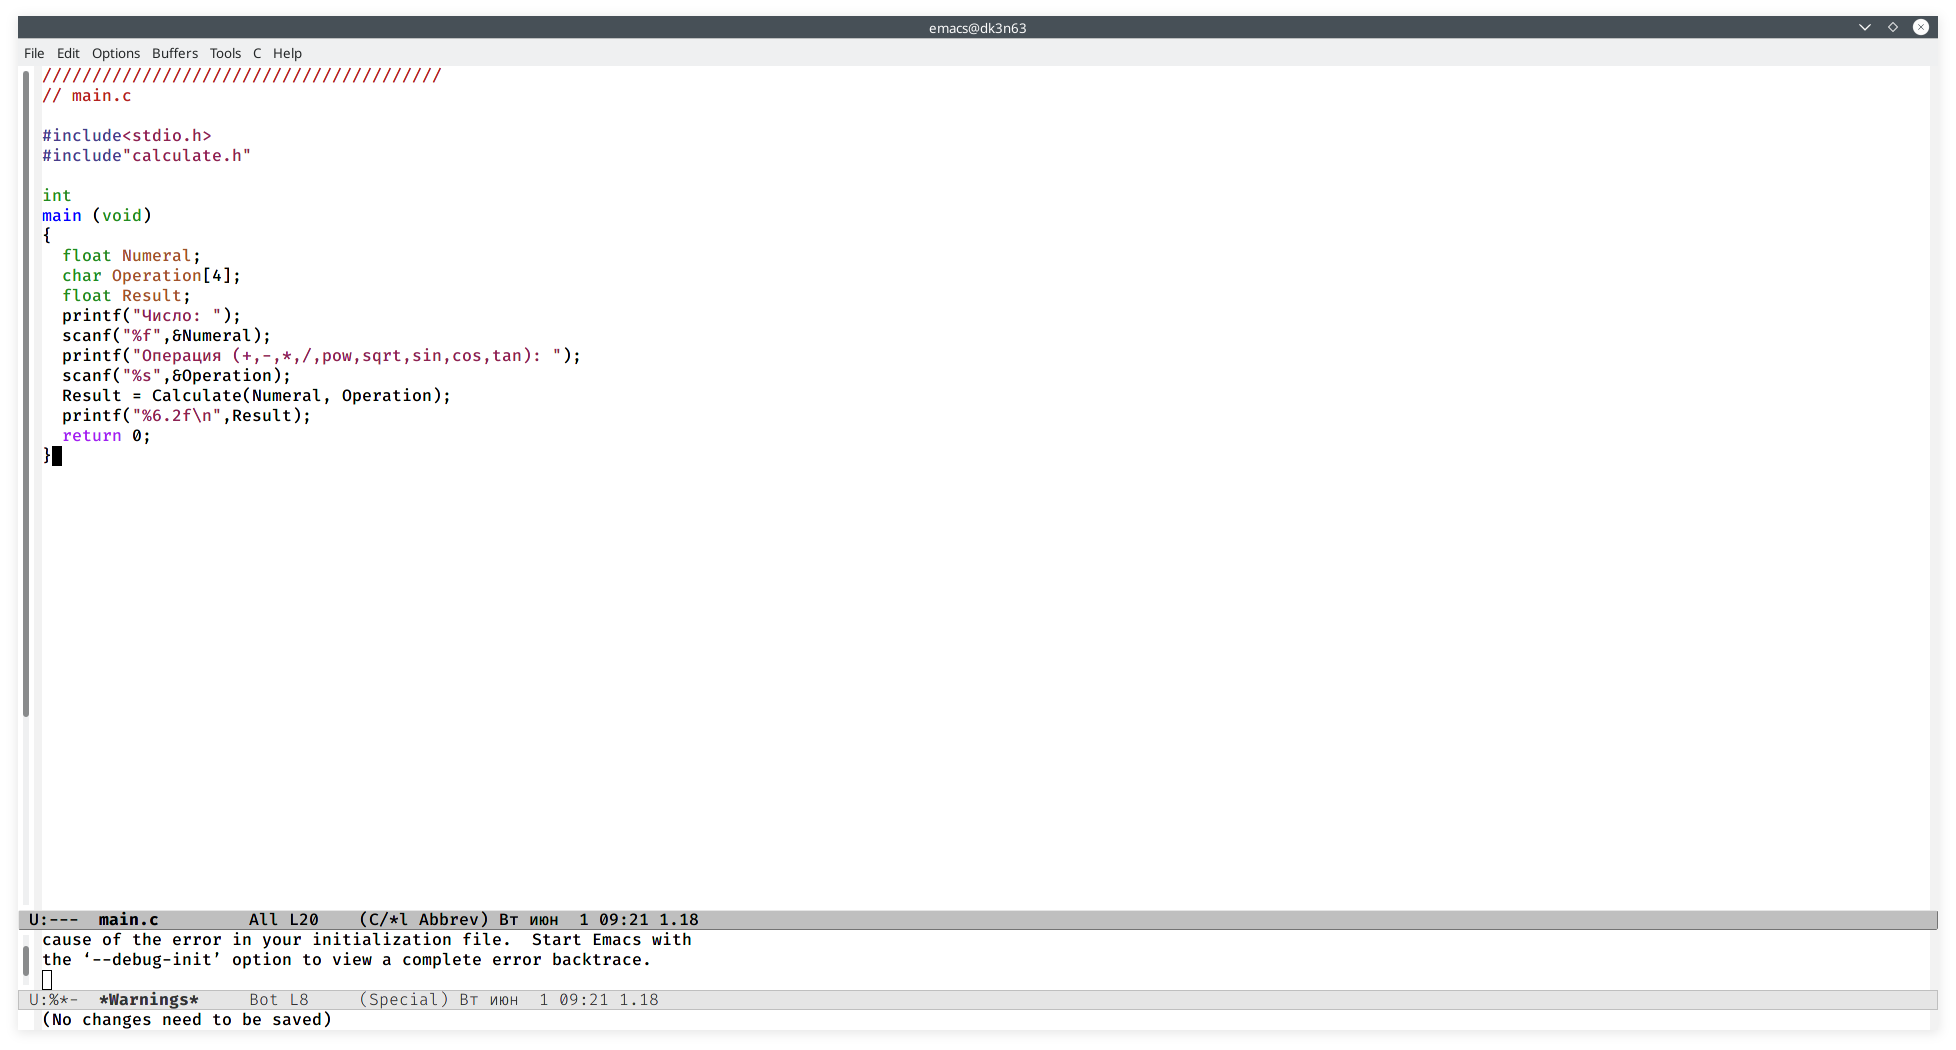 emacs@dk3n63
File Edit Options Buffers Tools C Help
////////////////////////////////////////
// main.c
#include<stdio.h>
#include"calculate.h"
int
main (void)
{
  float Numeral;
  char Operation[4];
  float Result;
  printf("Число: ");
  scanf("%f",&Numeral);
  printf("Операция (+,-,*,/,pow,sqrt,sin,cos,tan): ");
  scanf("%s",&Operation);
  Result = Calculate(Numeral, Operation);
  printf("%6.2f\n",Result);
  return 0;
}
U:---  main.c         All L20    (C/*l Abbrev) Вт июн  1 09:21 1.18
cause of the error in your initialization file.  Start Emacs with
the ‘--debug-init’ option to view a complete error backtrace.
U:%*-  *Warnings*     Bot L8     (Special) Вт июн  1 09:21 1.18
(No changes need to be saved)